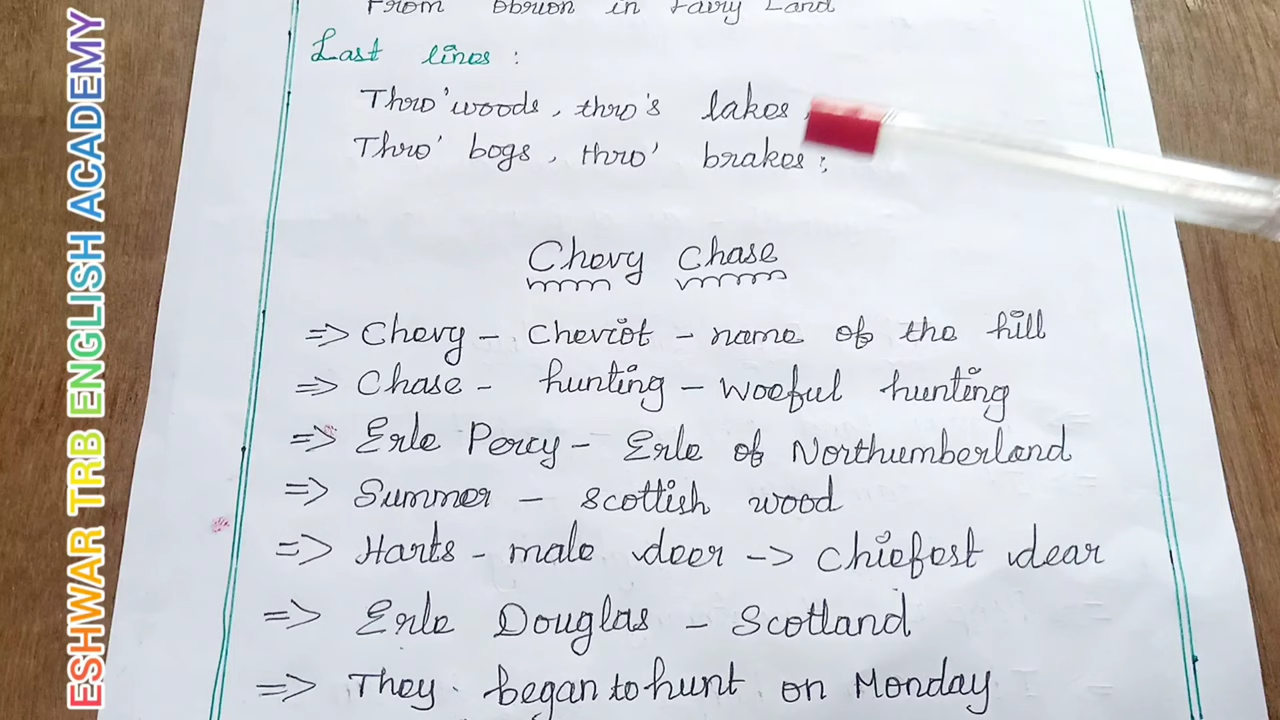 From Obrion in Fairy Land
Last lines :
Thro' woods, thro's lakes,
Thro' bogs, thro' brakes;
Chevy Chase
=> Chevy - Cheviot - name of the hill
=> Chase - hunting - Woeful hunting
=> Erle Percy - Erle of Northumberland
=> Summer - Scottish wood
=> Harts - male deer -> Chiefest dear
=> Erle Douglas - Scotland
=> They began to hunt on Monday
ESHWAR TRB ENGLISH ACADEMY